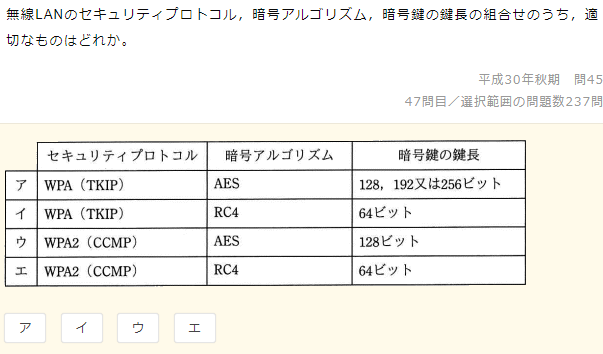 無線LANのセキュリティプロトコル，暗号アルゴリズム，暗号鍵の鍵長の組合せのうち，適
切なものはどれか。
平成30年秋期　問45
47問目／選択範囲の問題数237問
セキュリティプロトコル　暗号アルゴリズム　暗号鍵の鍵長
ア　WPA（TKIP）　AES　128，192又は256ビット
イ　WPA（TKIP）　RC4　64ビット
ウ　WPA2（CCMP）　AES　128ビット
エ　WPA2（CCMP）　RC4　64ビット
ア　イ　ウ　エ